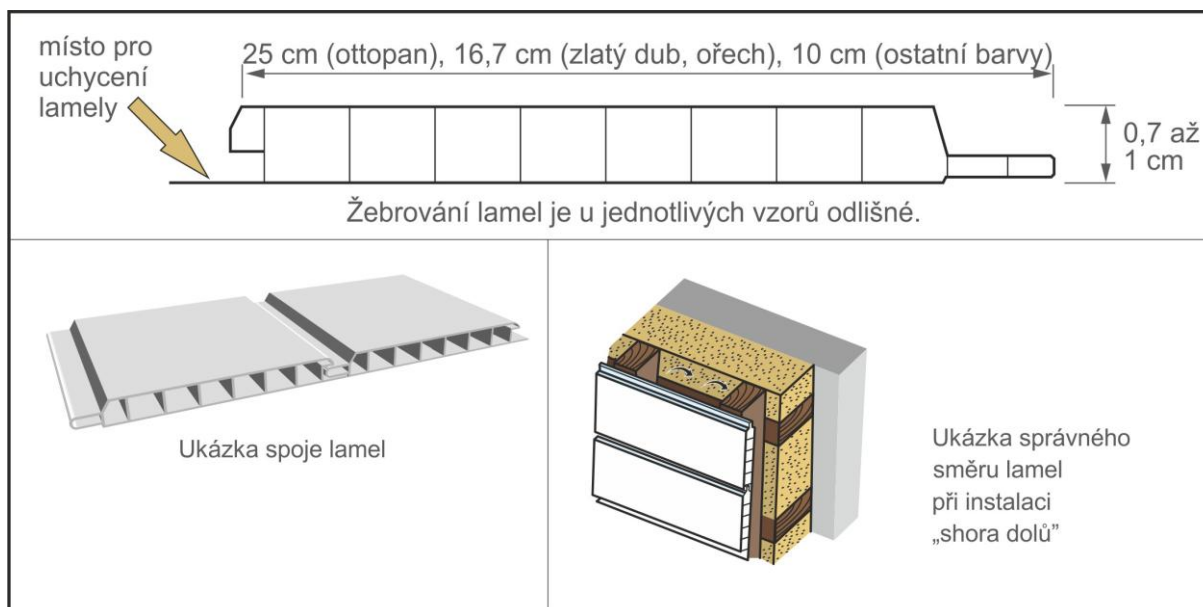 místo pro
uchycení
lamely
25 cm (ottopan), 16,7 cm (zlatý dub, ořech), 10 cm (ostatní barvy)
0,7 až
1 cm
Žebrování lamel je u jednotlivých vzorů odlišné.
Ukázka spoje lamel
Ukázka správného
směru lamel
při instalaci
„shora dolů”